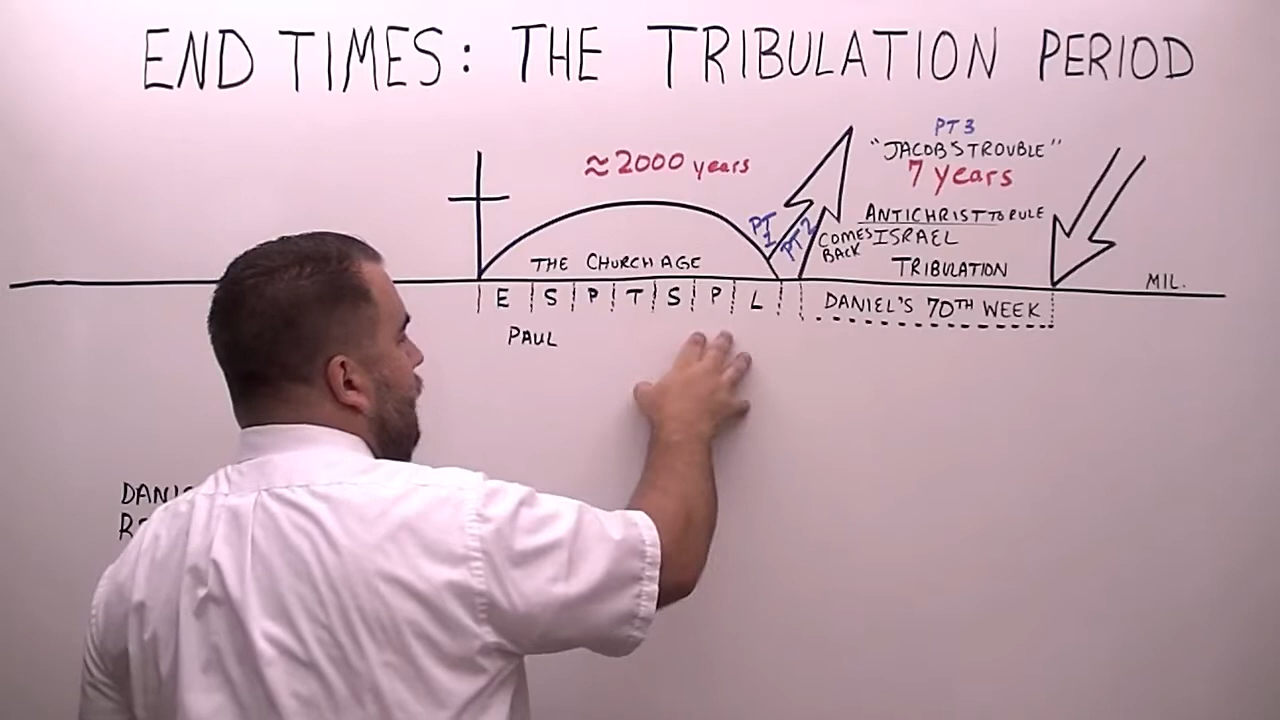 END TIMES: THE TRIBULATION PERIOD
≈2000 years
PT 3
"JACOBS TROUBLE"
7 years
PT 1
PT 2
ANTICHRIST TO RULE
COMES BACK
ISRAEL
THE CHURCH AGE
TRIBULATION
MIL.
E S P T S P L
DANIEL'S 70TH WEEK
PAUL